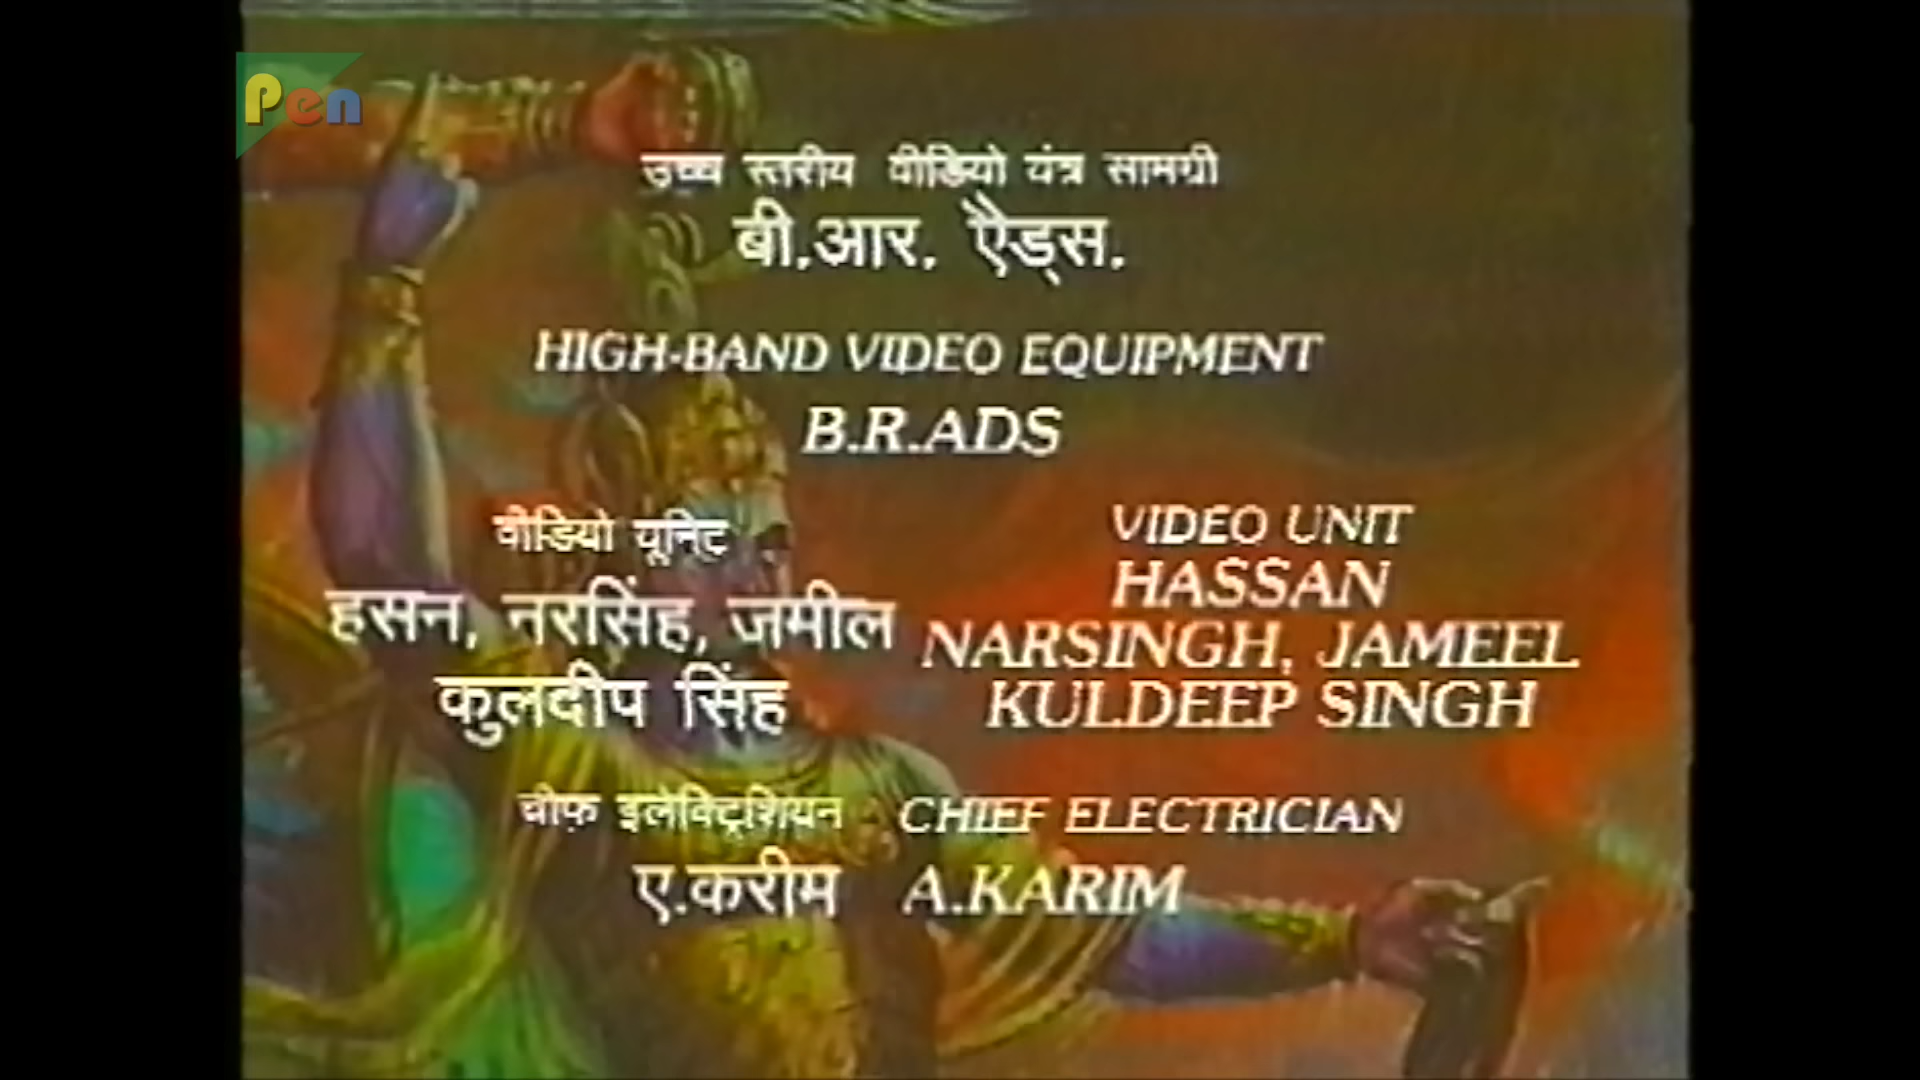 Pen
उच्च स्तरीय वीडियो यंत्र सामग्री
बी.आर. ऐड्स.
HIGH-BAND VIDEO EQUIPMENT
B.R.ADS
वीडियो यूनिट
हसन, नरसिंह, जमील
कुलदीप सिंह
VIDEO UNIT
HASSAN
NARSINGH, JAMEEL
KULDEEP SINGH
चीफ़ इलेक्ट्रिशियन
ए.करीम
CHIEF ELECTRICIAN
A.KARIM